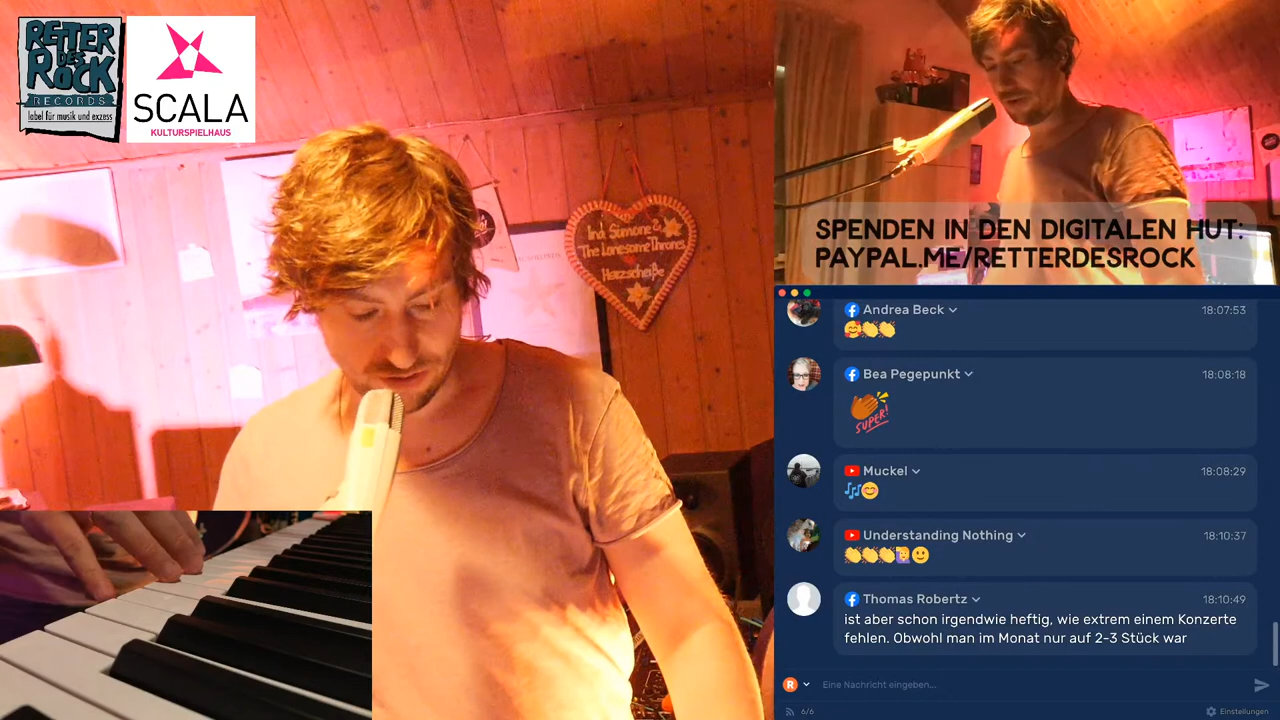 RETTER
DES
ROCK
RECORDS
label für musik und exzess
SCALA
KULTURSPIELHAUS
Ina Simone &
The Lonesome Thrones
Herzscheiße
SPENDEN IN DEN DIGITALEN HUT:
PAYPAL.ME/RETTERDESROCK
Andrea Beck
18:07:53
Bea Pegepunkt
18:08:18
SUPER!
Muckel
18:08:29
Understanding Nothing
18:10:37
Thomas Robertz
18:10:49
ist aber schon irgendwie heftig, wie extrem einem Konzerte
fehlen. Obwohl man im Monat nur auf 2-3 Stück war
R
Eine Nachricht eingeben...
6/6
Einstellungen